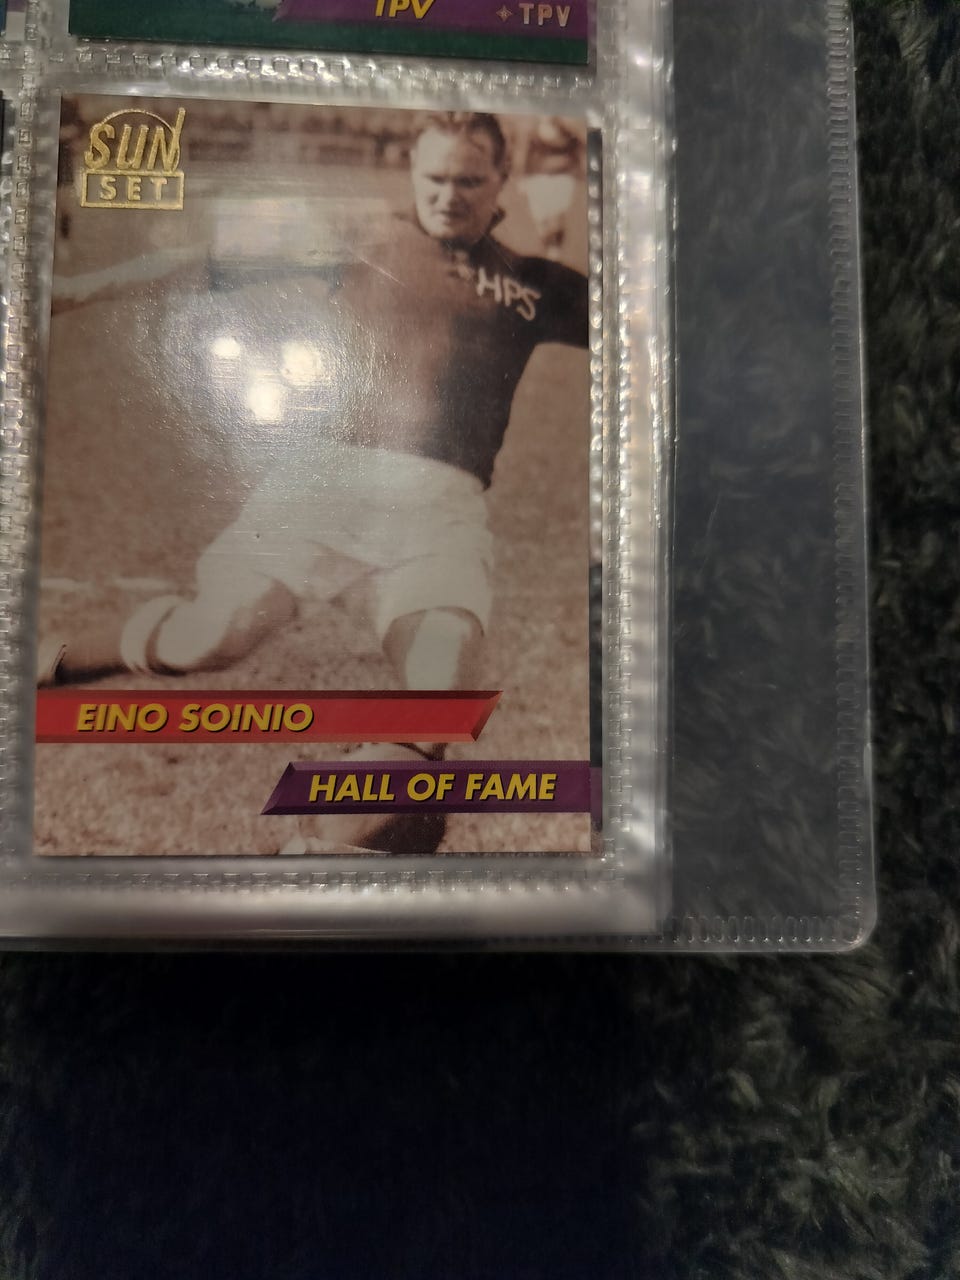 TPV
TPV
SUN
SET
HPS
EINO SOINIO
HALL OF FAME